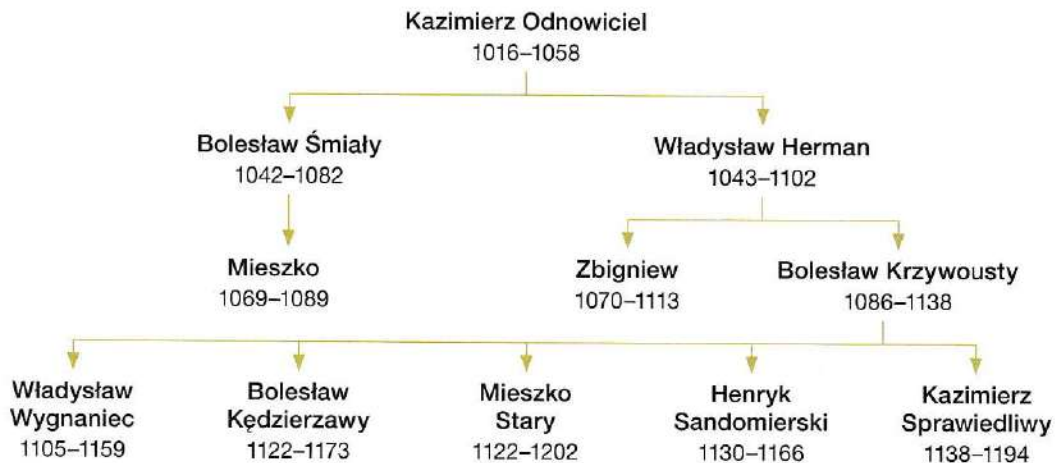 Kazimierz Odnowiciel
1016–1058
Bolesław Śmiały
1042–1082
Władysław Herman
1043–1102
Mieszko
1069–1089
Zbigniew
1070–1113
Bolesław Krzywousty
1086–1138
Władysław
Wygnaniec
1105–1159
Bolesław
Kędzierzawy
1122–1173
Mieszko
Stary
1122–1202
Henryk
Sandomierski
1130–1166
Kazimierz
Sprawiedliwy
1138–1194